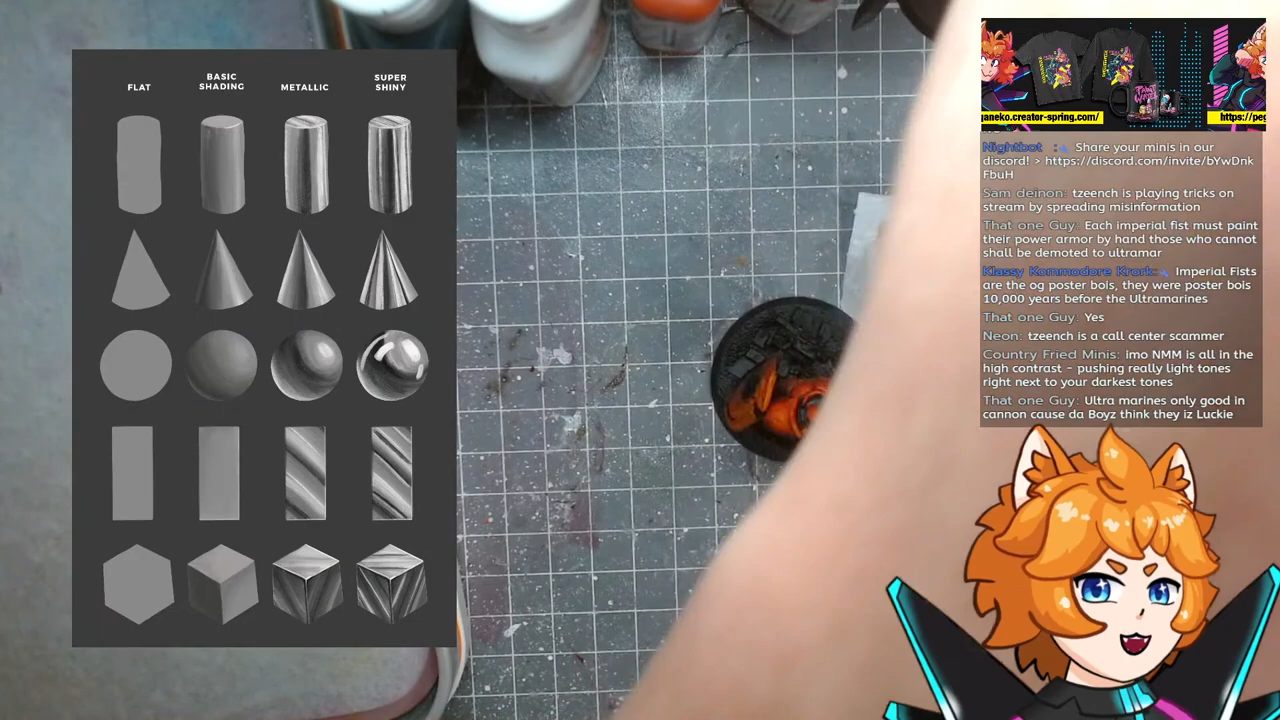 FLAT
BASIC
SHADING
METALLIC
SUPER
SHINY
ganeko.creator-spring.com/
https://peg
Nightbot : Share your minis in our
discord! > https://discord.com/invite/bYwDnk
FbuH
Sam deinon: tzeench is playing tricks on
stream by spreading misinformation
That one Guy: Each imperial fist must paint
their power armor by hand those who cannot
shall be demoted to ultramar
Klassy Kommodore Krork: Imperial Fists
are the og poster bois, they were poster bois
10,000 years before the Ultramarines
That one Guy: Yes
Neon: tzeench is a call center scammer
Country Fried Minis: imo NMM is all in the
high contrast - pushing really light tones
right next to your darkest tones
That one Guy: Ultra marines only good in
cannon cause da Boyz think they iz Luckie